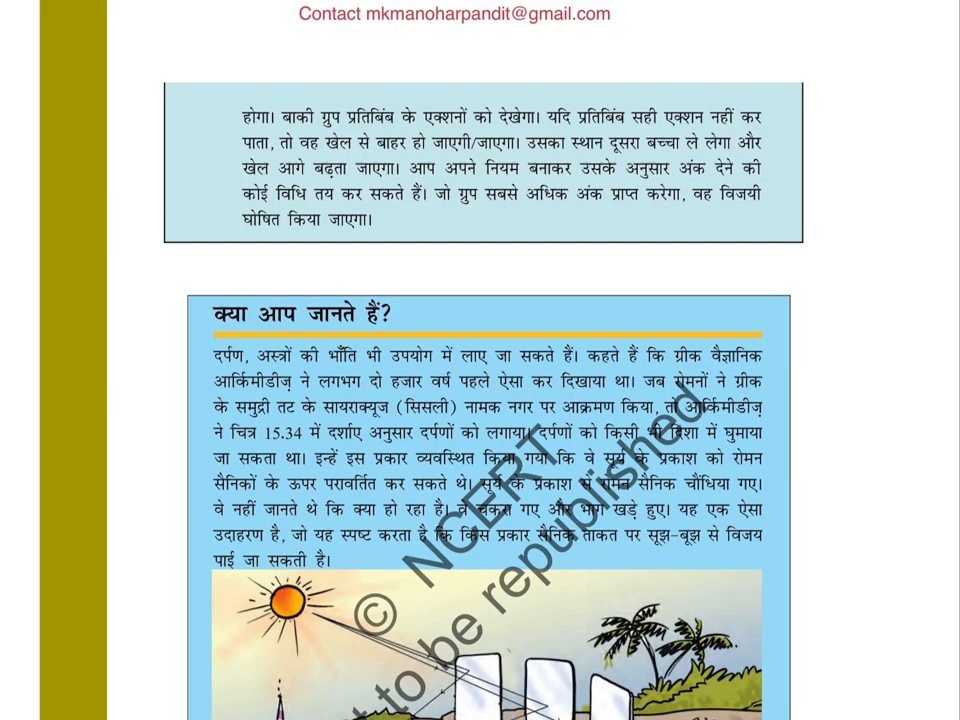 Contact mkmanoharpandit@gmail.com
होगा। बाकी ग्रुप प्रतिबिंब के एक्शनों को देखेगा। यदि प्रतिबिंब सही एक्शन नहीं कर
पाता, तो वह खेल से बाहर हो जाएगी/जाएगा। उसका स्थान दूसरा बच्चा ले लेगा और
खेल आगे बढ़ता जाएगा। आप अपने नियम बनाकर उसके अनुसार अंक देने की
कोई विधि तय कर सकते हैं। जो ग्रुप सबसे अधिक अंक प्राप्त करेगा, वह विजयी
घोषित किया जाएगा।
क्या आप जानते हैं?
दर्पण, अस्त्रों की भाँति भी उपयोग में लाए जा सकते हैं। कहते हैं कि ग्रीक वैज्ञानिक
आर्किमीडीज़ ने लगभग दो हजार वर्ष पहले ऐसा कर दिखाया था। जब रोमनों ने ग्रीक
के समुद्री तट के सायराक्यूज (सिसली) नामक नगर पर आक्रमण किया, तो आर्किमीडीज़
ने चित्र 15.34 में दर्शाए अनुसार दर्पणों को लगाया। दर्पणों को किसी भी दिशा में घुमाया
जा सकता था। इन्हें इस प्रकार व्यवस्थित किया गया कि वे सूर्य के प्रकाश को रोमन
सैनिकों के ऊपर परावर्तित कर सकते थे। सूर्य के प्रकाश से रोमन सैनिक चौंधिया गए।
वे नहीं जानते थे कि क्या हो रहा है। वे चकरा गए और भाग खड़े हुए। यह एक ऐसा
उदाहरण है, जो यह स्पष्ट करता है कि किस प्रकार सैनिक ताकत पर सूझ-बूझ से विजय
पाई जा सकती है।
© NCERT
to be republished